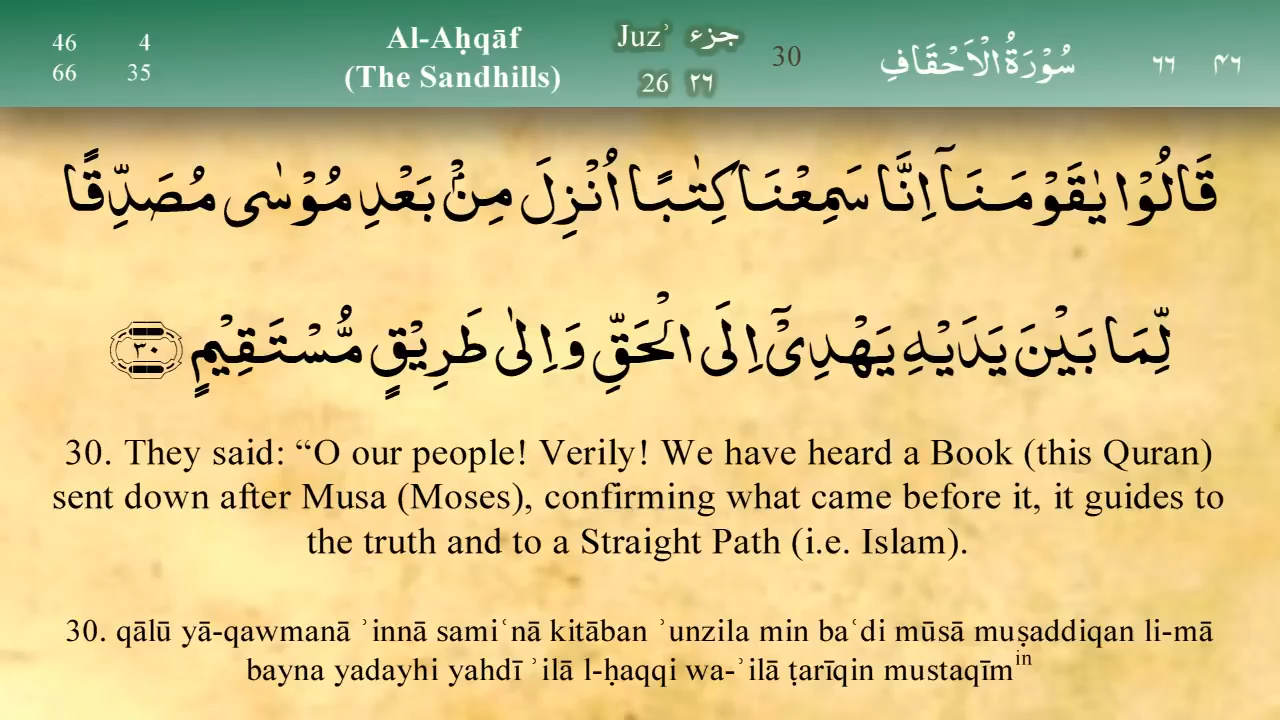 46 4
66 35
Al-Aḥqāf
(The Sandhills)
Juzʾ جزء
26 ٢٦
30
سُوْرَةُ الْاَحْقَافِ
٦٦ ۴٦
قَالُوْا يٰقَوْمَنَآ اِنَّا سَمِعْنَا كِتٰبًا اُنْزِلَ مِنْۢ بَعْدِ مُوْسٰى مُصَدِّقًا
لِّمَا بَيْنَ يَدَيْهِ يَهْدِىْٓ اِلَى الْحَقِّ وَاِلٰى طَرِيْقٍ مُّسْتَقِيْمٍ ٣٠
30. They said: “O our people! Verily! We have heard a Book (this Quran)
sent down after Musa (Moses), confirming what came before it, it guides to
the truth and to a Straight Path (i.e. Islam).
30. qālū yā-qawmanā ʾinnā samiʿnā kitāban ʾunzila min baʿdi mūsā muṣaddiqan li-mā
bayna yadayhi yahdī ʾilā l-ḥaqqi wa-ʾilā ṭarīqin mustaqīmⁱⁿ